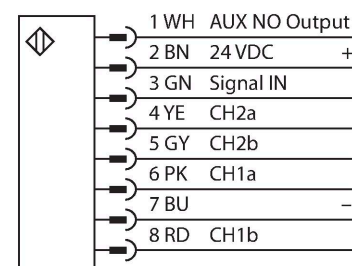 1 WH AUX NO Output
2 BN 24 VDC +
3 GN Signal IN
4 YE CH2a
5 GY CH2b
6 PK CH1a
7 BU –
8 RD CH1b